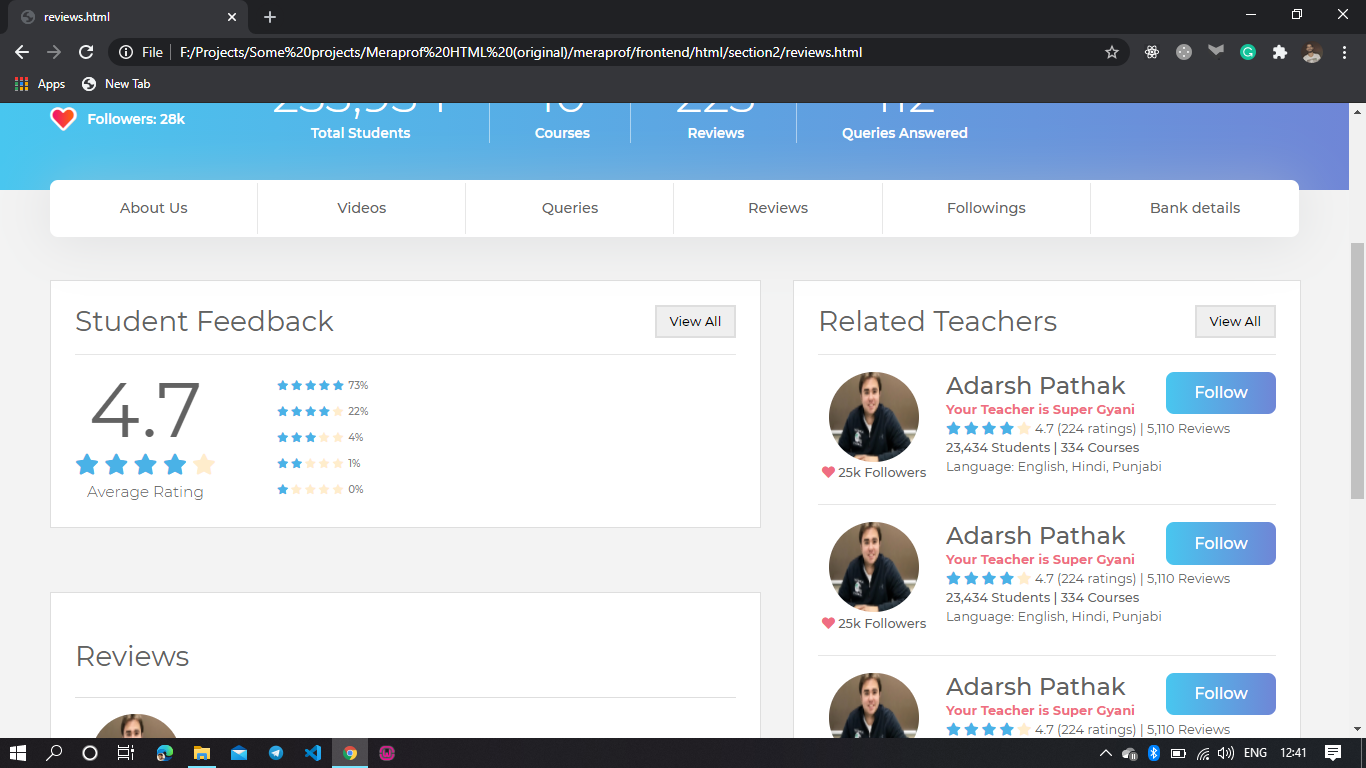 reviews.html
File
F:/Projects/Some%20projects/Meraprof%20HTML%20(original)/meraprof/frontend/html/section2/reviews.html
Apps
New Tab
Followers: 28k
Total Students
Courses
Reviews
Queries Answered
About Us
Videos
Queries
Reviews
Followings
Bank details
Student Feedback
View All
4.7
Average Rating
73%
22%
4%
1%
0%
Reviews
Related Teachers
View All
Adarsh Pathak
Follow
Your Teacher is Super Gyani
4.7 (224 ratings) | 5,110 Reviews
23,434 Students | 334 Courses
Language: English, Hindi, Punjabi
25k Followers
Adarsh Pathak
Follow
Your Teacher is Super Gyani
4.7 (224 ratings) | 5,110 Reviews
23,434 Students | 334 Courses
Language: English, Hindi, Punjabi
25k Followers
Adarsh Pathak
Follow
Your Teacher is Super Gyani
4.7 (224 ratings) | 5,110 Reviews
ENG
12:41